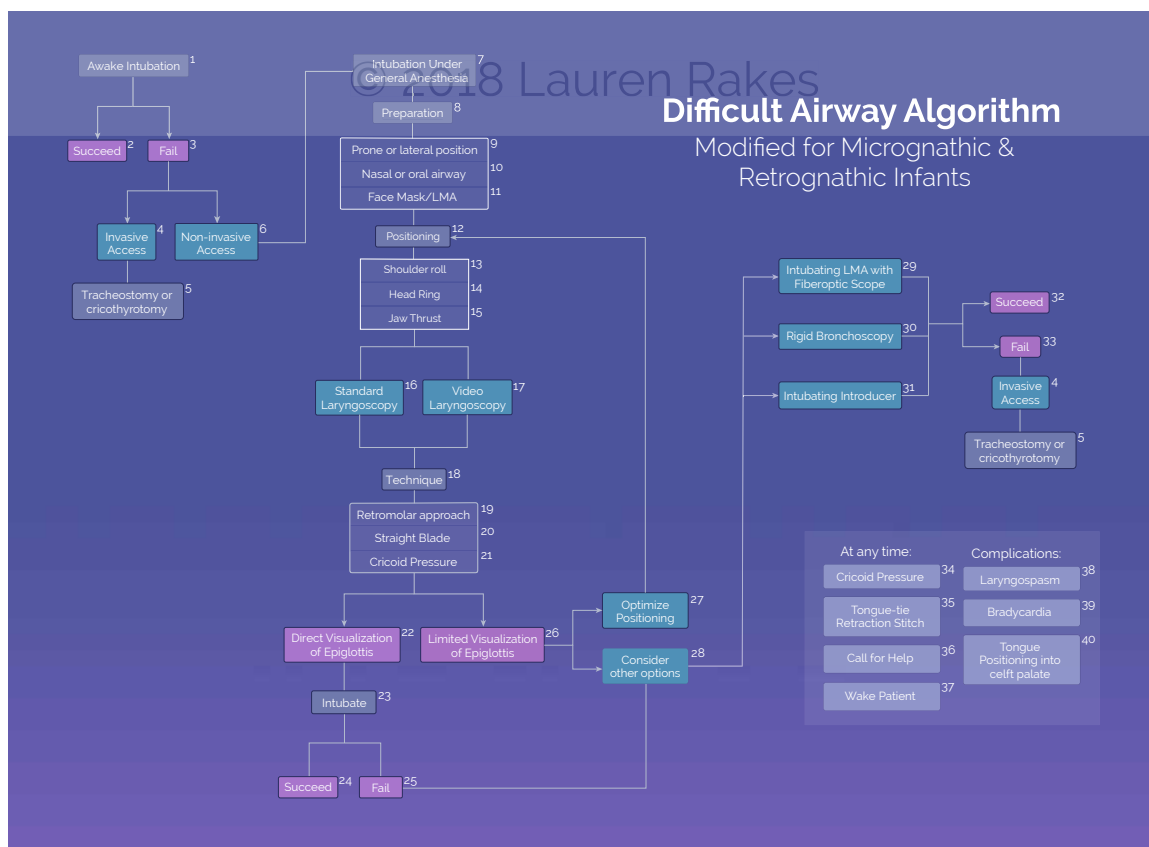 © 2018 Lauren Rakes
Difficult Airway Algorithm
Modified for Micrognathic &
Retrognathic Infants
Awake Intubation 1
Succeed 2
Fail 3
Invasive
Access 4
Tracheostomy or
cricothyrotomy 5
Non-invasive
Access 6
Intubation Under
General Anesthesia 7
Preparation 8
Prone or lateral position 9
Nasal or oral airway 10
Face Mask/LMA 11
Positioning 12
Shoulder roll 13
Head Ring 14
Jaw Thrust 15
Standard
Laryngoscopy 16
Video
Laryngoscopy 17
Technique 18
Retromolar approach 19
Straight Blade 20
Cricoid Pressure 21
Direct Visualization
of Epiglottis 22
Intubate 23
Succeed 24
Fail 25
Limited Visualization
of Epiglottis 26
Optimize
Positioning 27
Consider
other options 28
Intubating LMA with
Fiberoptic Scope 29
Rigid Bronchoscopy 30
Intubating Introducer 31
Succeed 32
Fail 33
Invasive
Access 4
Tracheostomy or
cricothyrotomy 5
At any time:
Cricoid Pressure 34
Tongue-tie
Retraction Stitch 35
Call for Help 36
Wake Patient 37
Complications:
Laryngospasm 38
Bradycardia 39
Tongue
Positioning into
celft palate 40